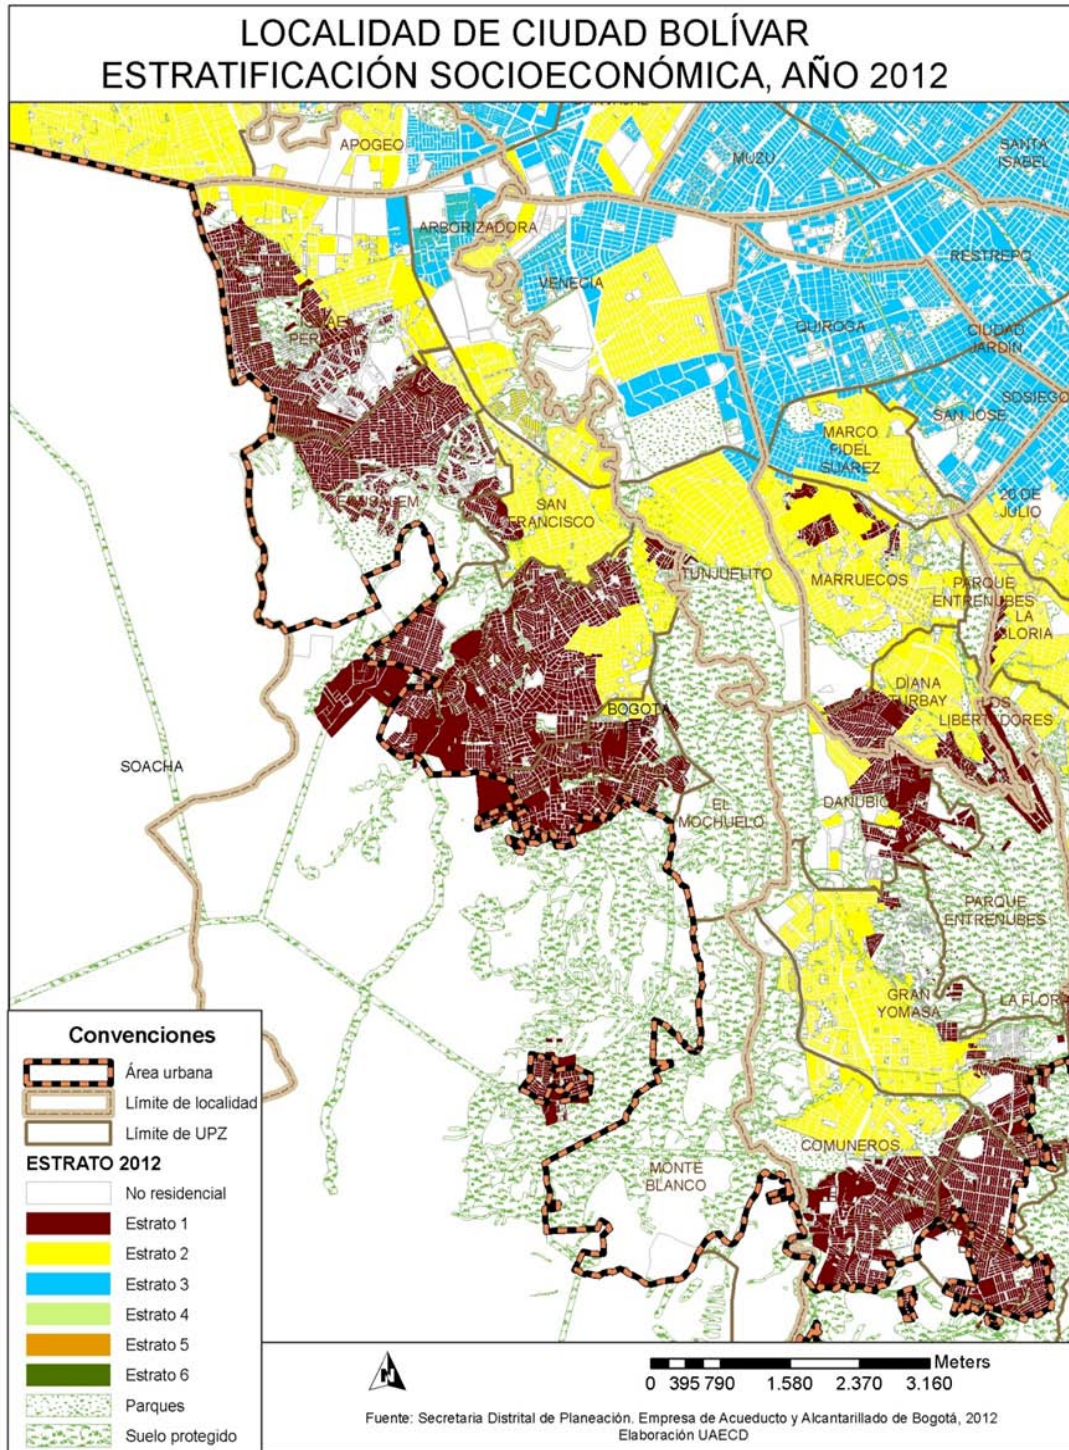 LOCALIDAD DE CIUDAD BOLÍVAR
ESTRATIFICACIÓN SOCIOECONÓMICA, AÑO 2012
APOGEO
MUZU
SANTA
ISABEL
ARBORIZADORA
RESTREPO
VENECIA
QUIROGA
CIUDAD
JARDIN
SOSIEGO
SAN JOSE
MARCO
FIDEL
SUAREZ
20 DE
JULIO
JERUSALEM
SAN
FRANCISCO
TUNJUELITO
MARRUECOS
PARQUE
ENTRENUBES
LA
GLORIA
DIANA
TURBAY
LOS
LIBERTADORES
BOGOTA
SOACHA
EL
MOCHUELO
DANUBIO
PARQUE
ENTRENUBES
GRAN
YOMASA
LA FLORA
COMUNEROS
MONTE
BLANCO
Convenciones
Área urbana
Límite de localidad
Límite de UPZ
ESTRATO 2012
No residencial
Estrato 1
Estrato 2
Estrato 3
Estrato 4
Estrato 5
Estrato 6
Parques
Suelo protegido
N
Meters
0 395 790 1.580 2.370 3.160
Fuente: Secretaria Distrital de Planeación. Empresa de Acueducto y Alcantarillado de Bogotá, 2012
Elaboración UAECD